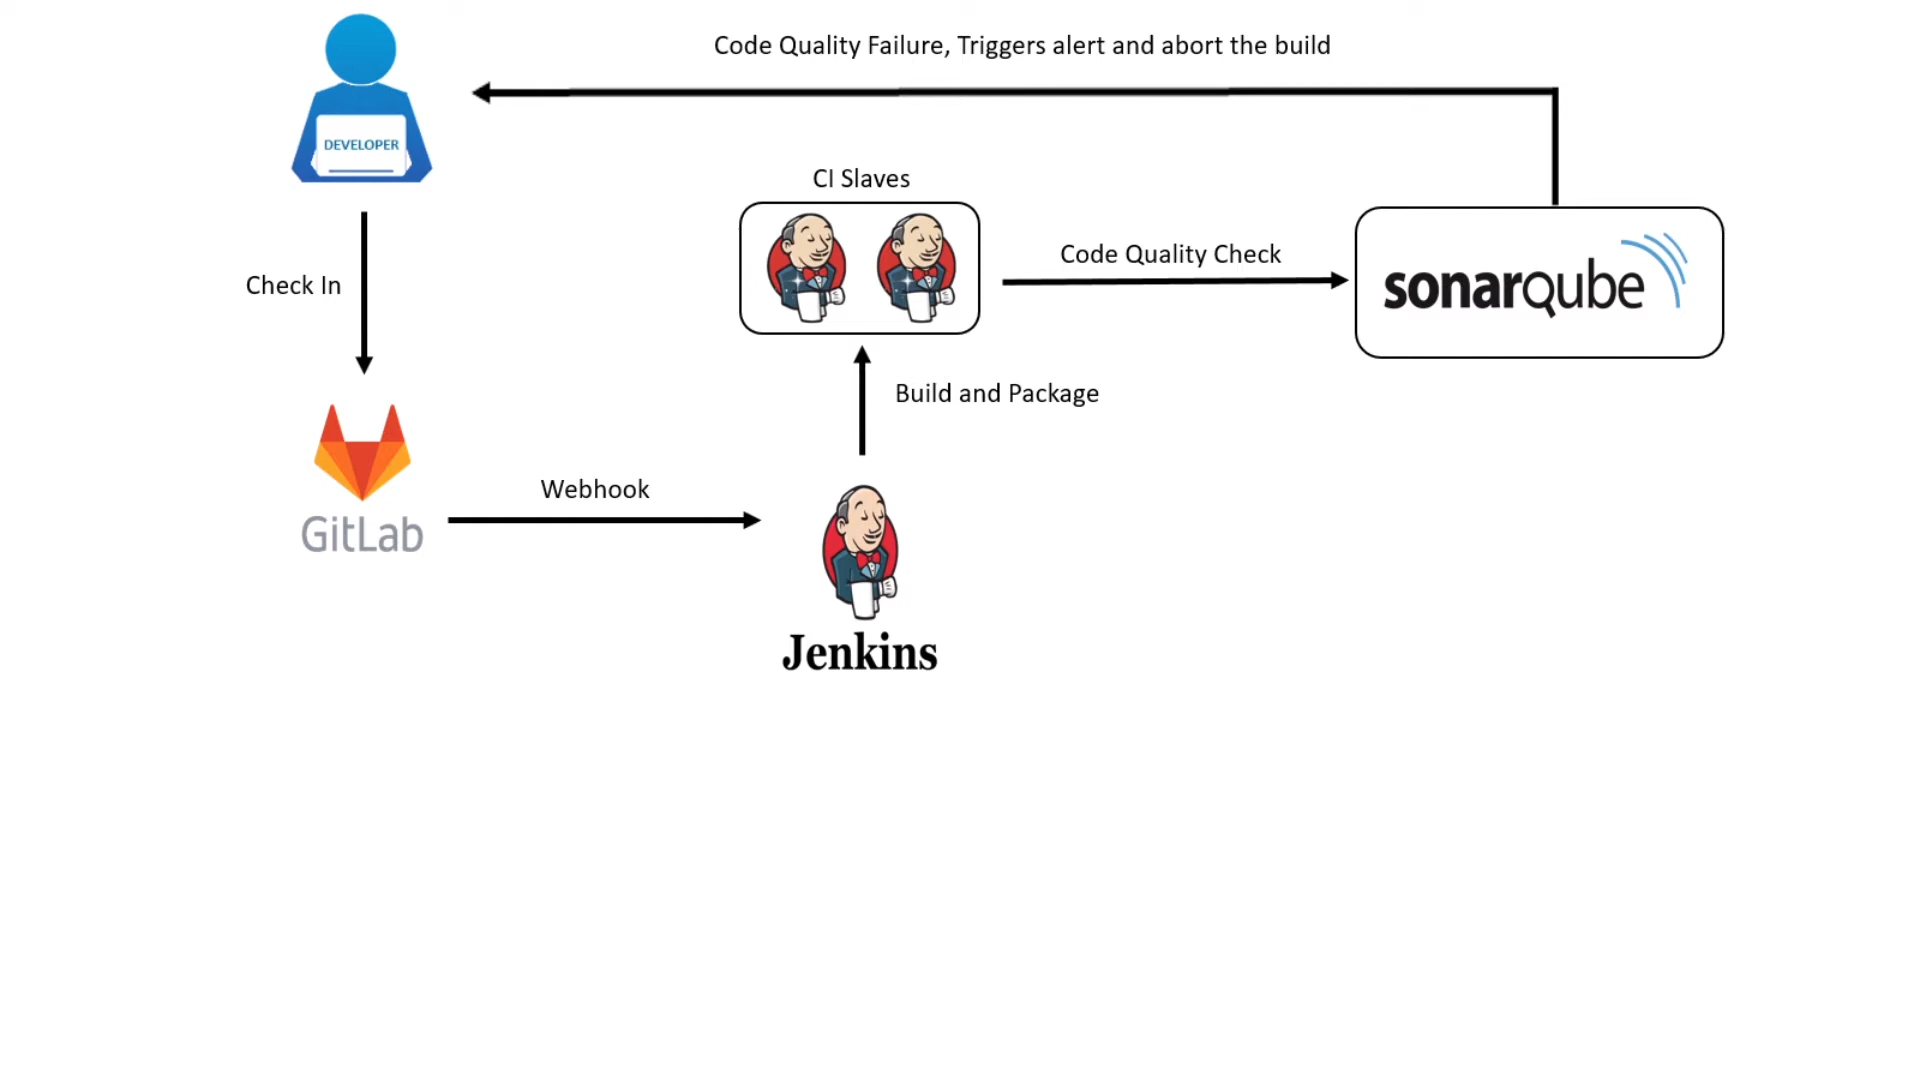 Code Quality Failure, Triggers alert and abort the build
DEVELOPER
CI Slaves
Check In
Code Quality Check
sonarqube
Build and Package
Webhook
GitLab
Jenkins